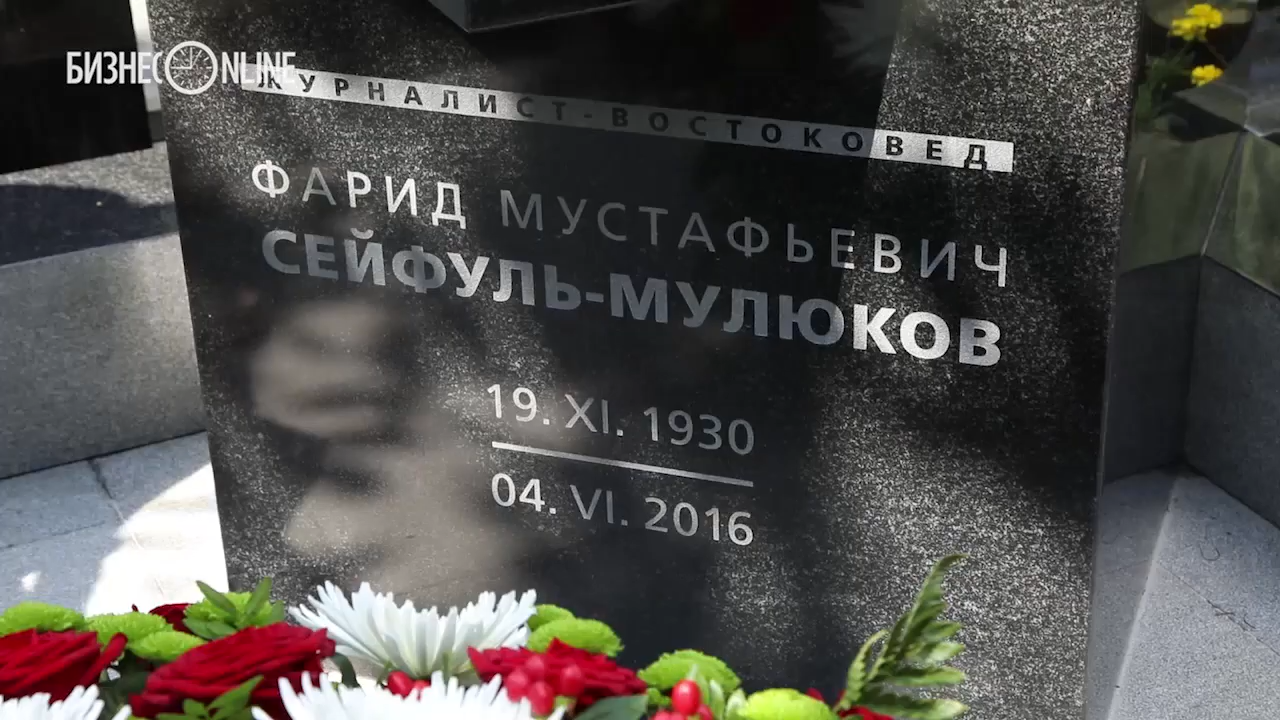 БИЗНЕС ONLINE
ЖУРНАЛИСТ-ВОСТОКОВЕД
ФАРИД МУСТАФЬЕВИЧ
СЕЙФУЛЬ-МУЛЮКОВ
19. XI. 1930
04. VI. 2016